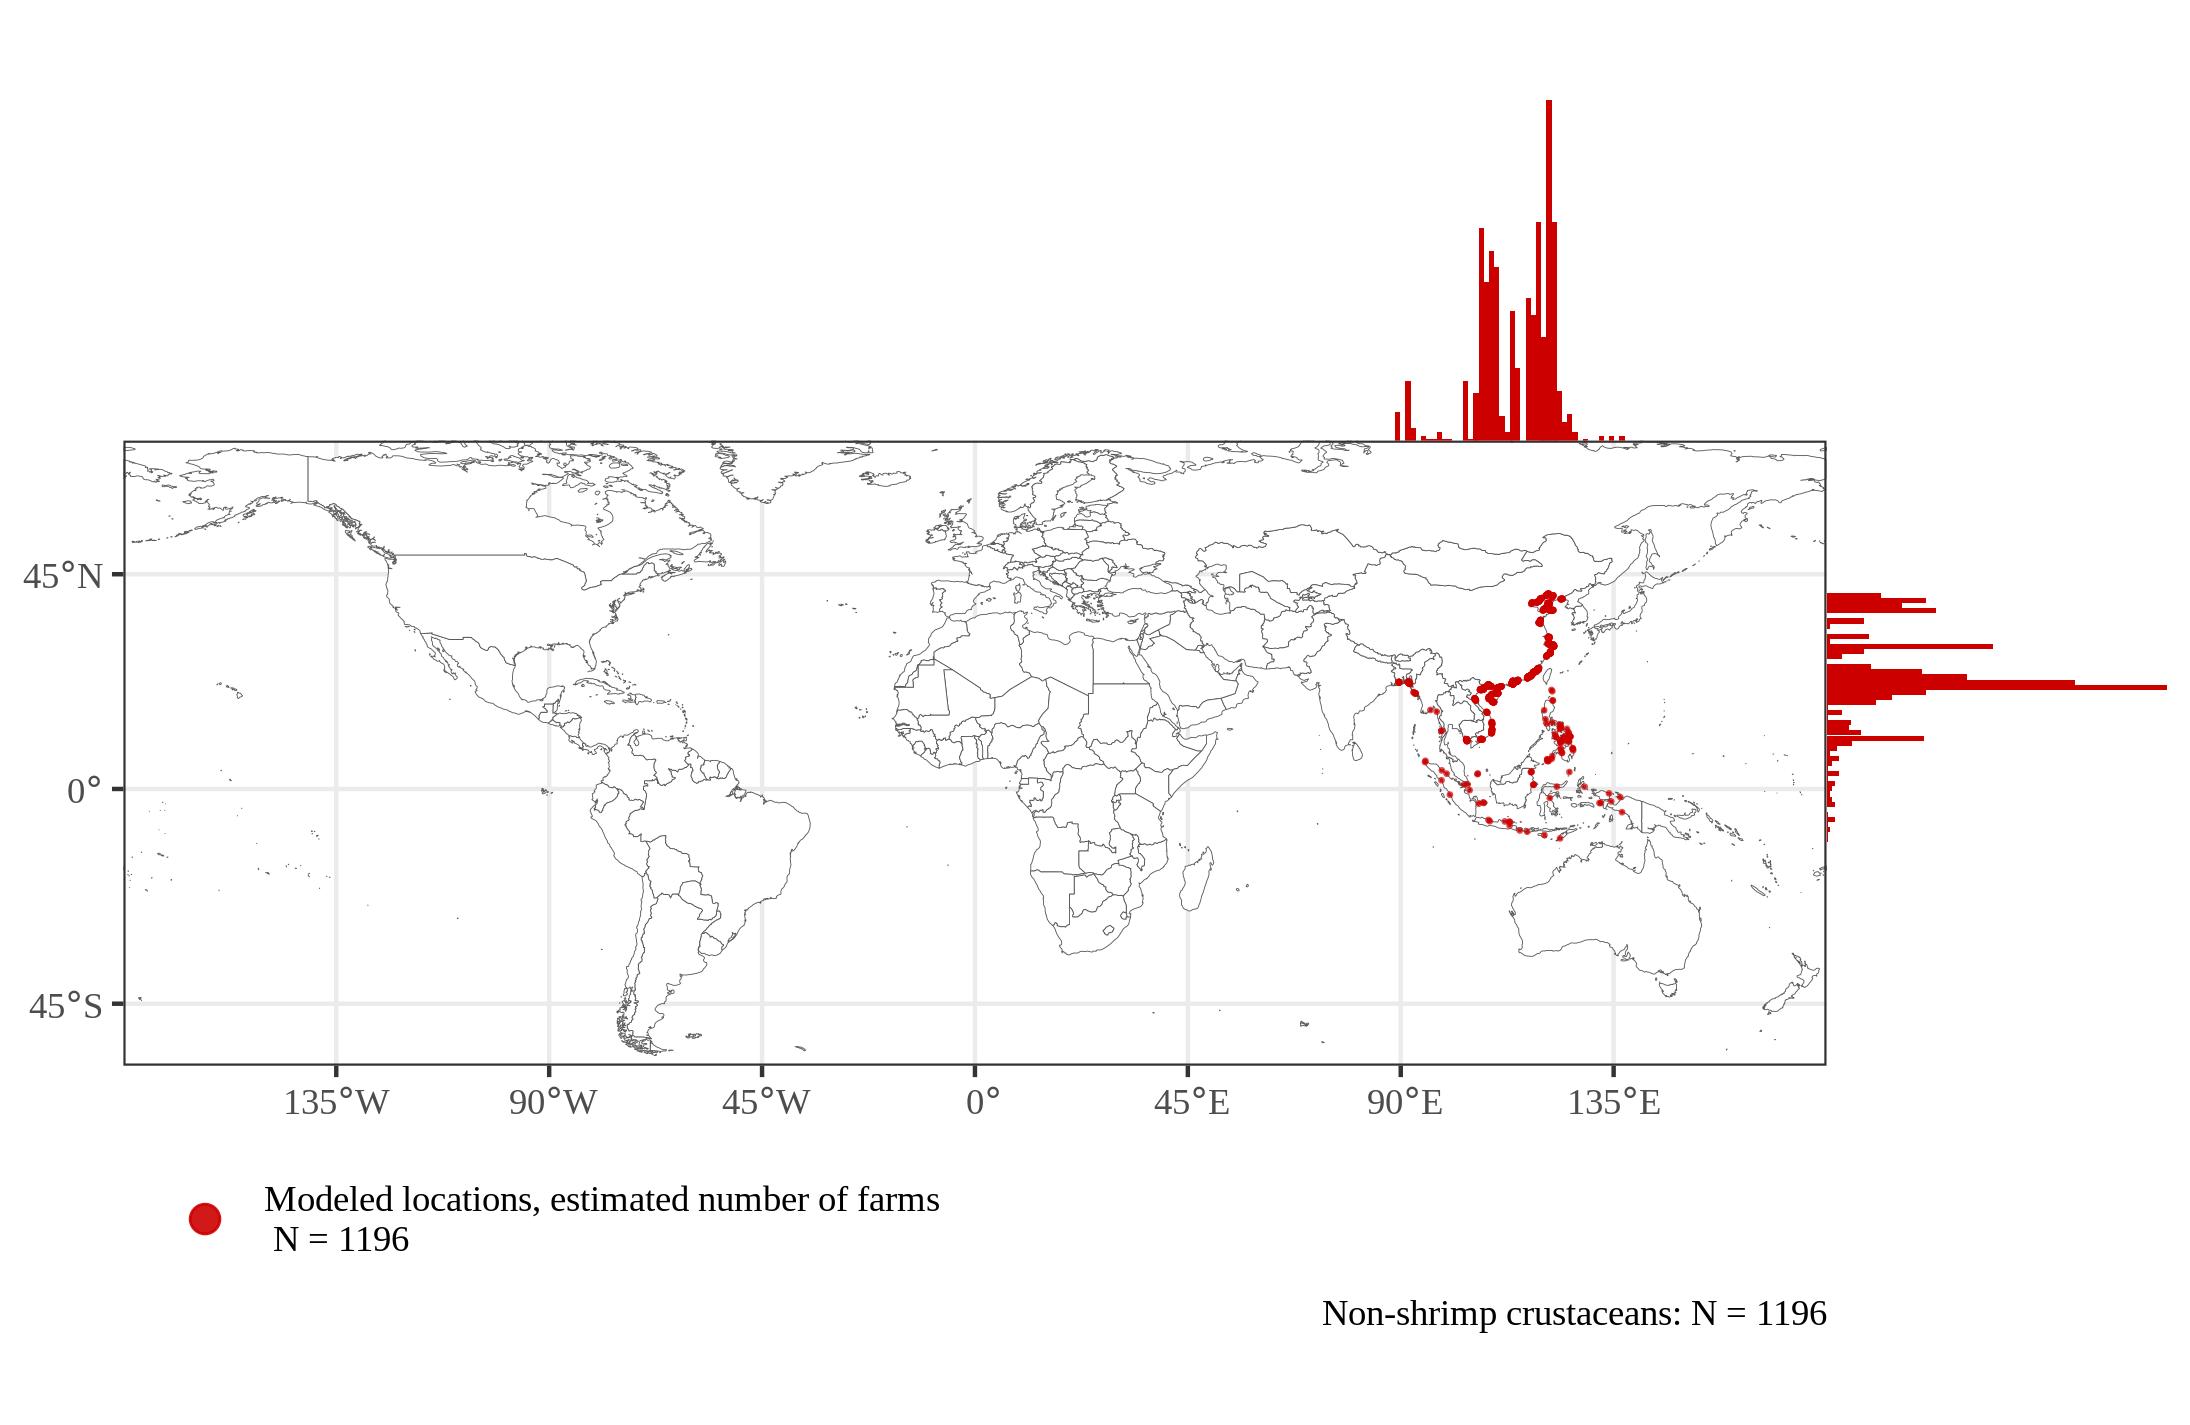 45°N
0°
45°S
135°W
90°W
45°W
0°
45°E
90°E
135°E
Modeled locations, estimated number of farms
N = 1196
Non-shrimp crustaceans: N = 1196